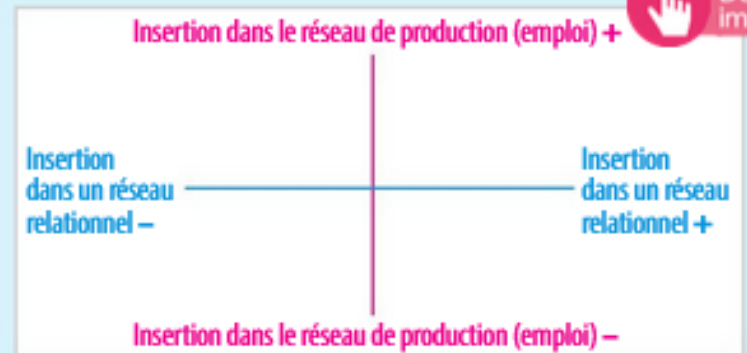 Insertion dans le réseau de production (emploi) +
im
Insertion
dans un réseau
relationnel –
Insertion
dans un réseau
relationnel +
Insertion dans le réseau de production (emploi) –